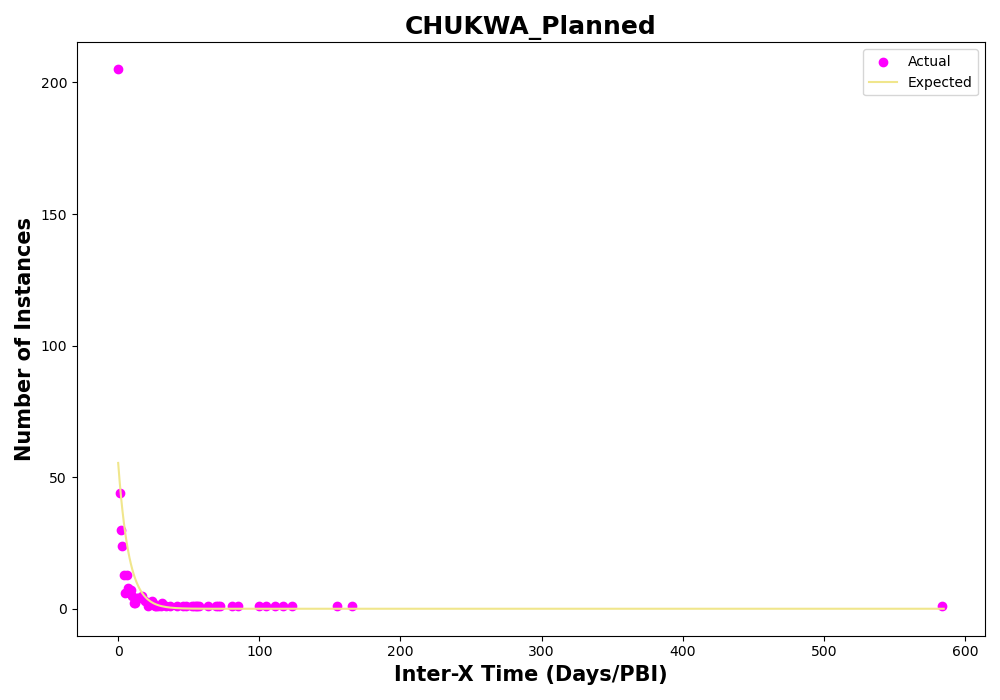 CHUKWA_Planned
Actual
Expected
Number of Instances
200
150
100
50
0
0
100
200
300
400
500
600
Inter-X Time (Days/PBI)